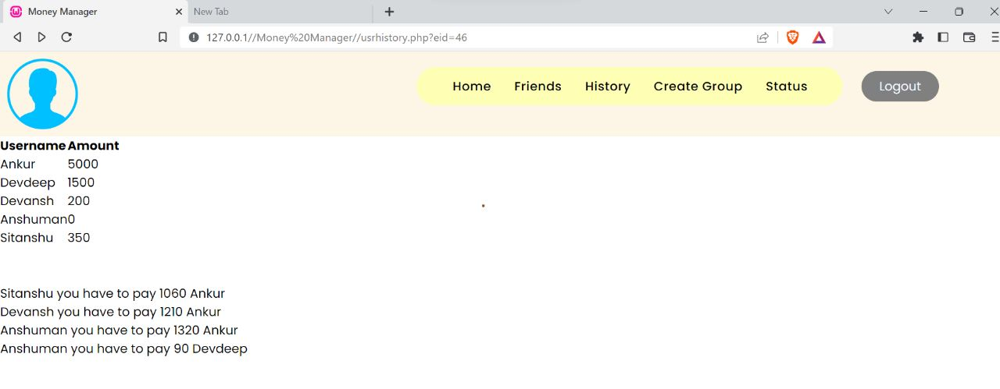 Money Manager
New Tab
127.0.0.1//Money%20Manager//usrhistory.php?eid=46
Home Friends History Create Group Status Logout
Username Amount
Ankur 5000
Devdeep 1500
Devansh 200
Anshuman 0
Sitanshu 350
Sitanshu you have to pay 1060 Ankur
Devansh you have to pay 1210 Ankur
Anshuman you have to pay 1320 Ankur
Anshuman you have to pay 90 Devdeep